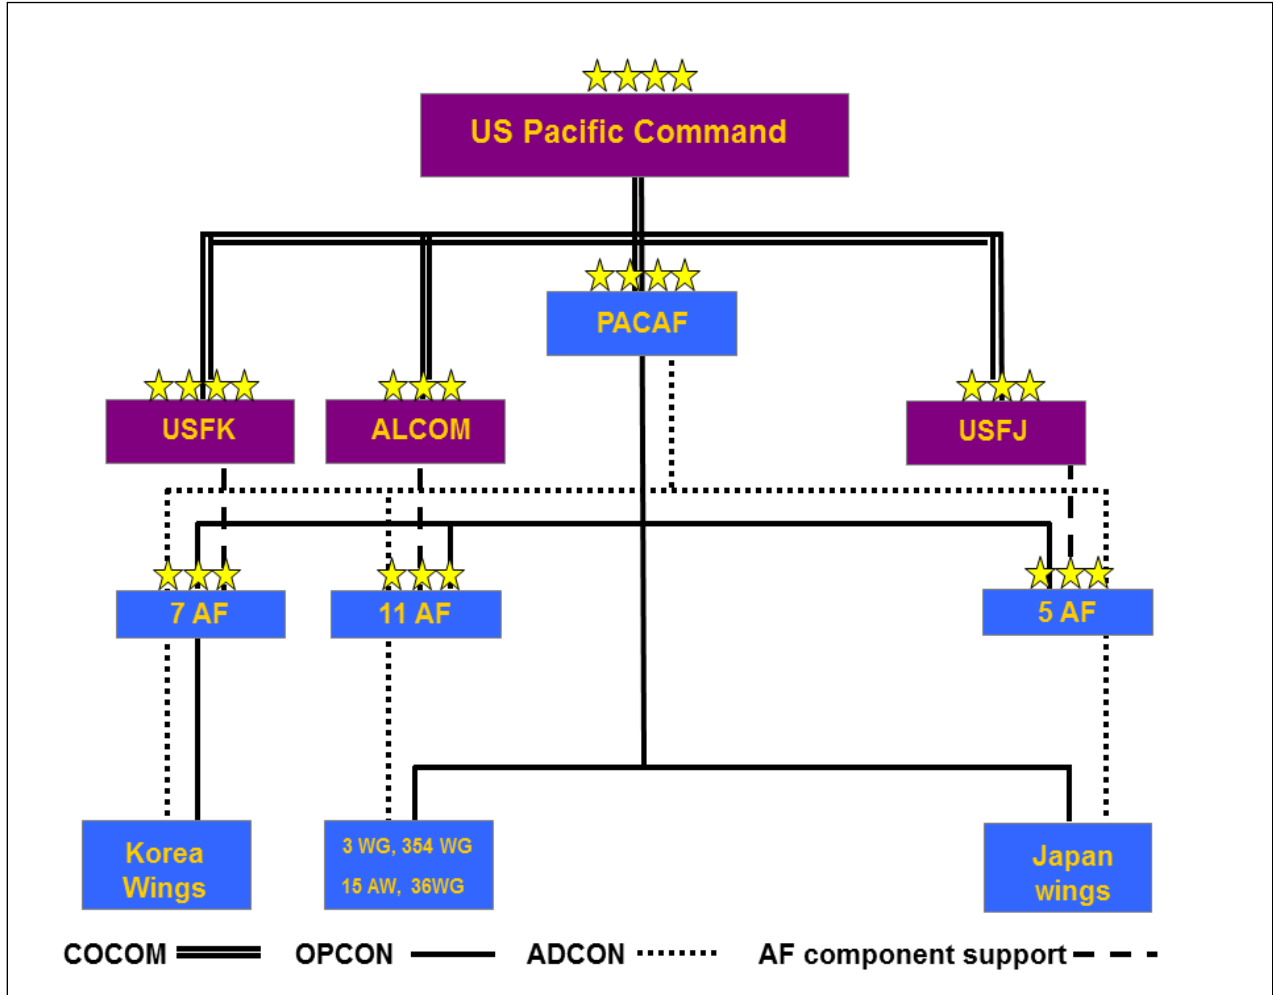 US Pacific Command
PACAF
USFK
ALCOM
USFJ
7 AF
11 AF
5 AF
Korea
Wings
3 WG, 354 WG
15 AW, 36WG
Japan
wings
COCOM
OPCON
ADCON
AF component support